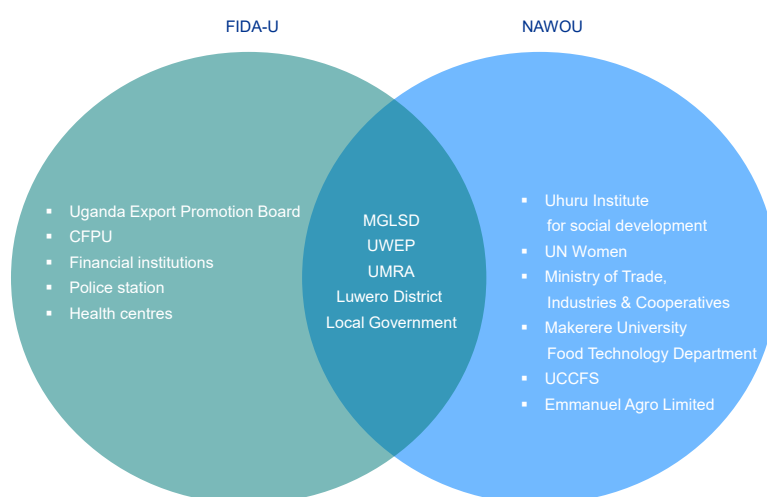 FIDA-U
NAWOU
▪ Uganda Export Promotion Board
▪ CFPU
▪ Financial institutions
▪ Police station
▪ Health centres
MGLSD
UWEP
UMRA
Luwero District
Local Government
▪ Uhuru Institute
for social development
▪ UN Women
▪ Ministry of Trade,
Industries & Cooperatives
▪ Makerere University
Food Technology Department
▪ UCCFS
▪ Emmanuel Agro Limited